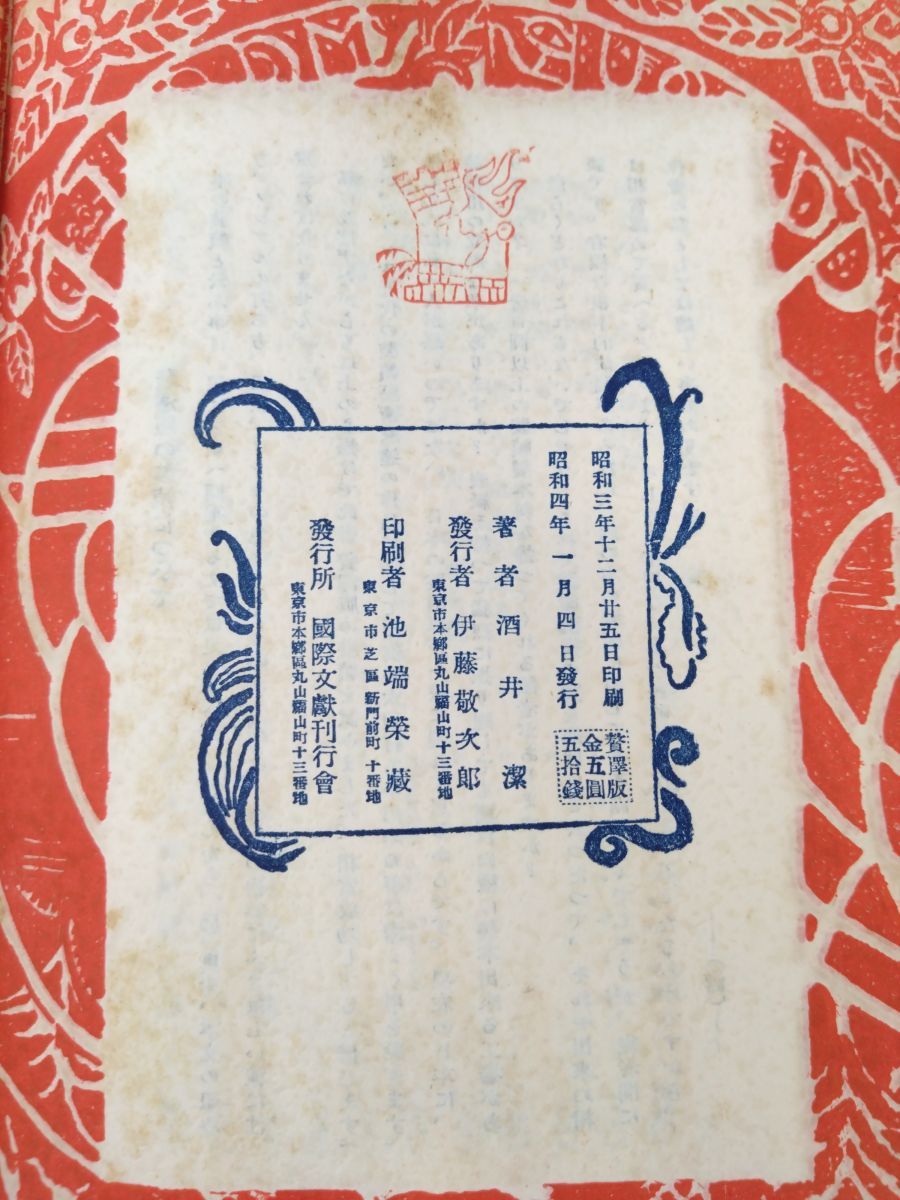 昭和三年十二月廿五日印刷
昭和四年一月四日發行
贅澤版
金五圓
五拾錢
著者 酒井潔
發行者 伊藤敬次郎
東京市本鄕區丸山福山町十三番地
印刷者 池端榮藏
東京市芝區新門前町十番地
發行所 國際文獻刊行會
東京市本鄕區丸山福山町十三番地